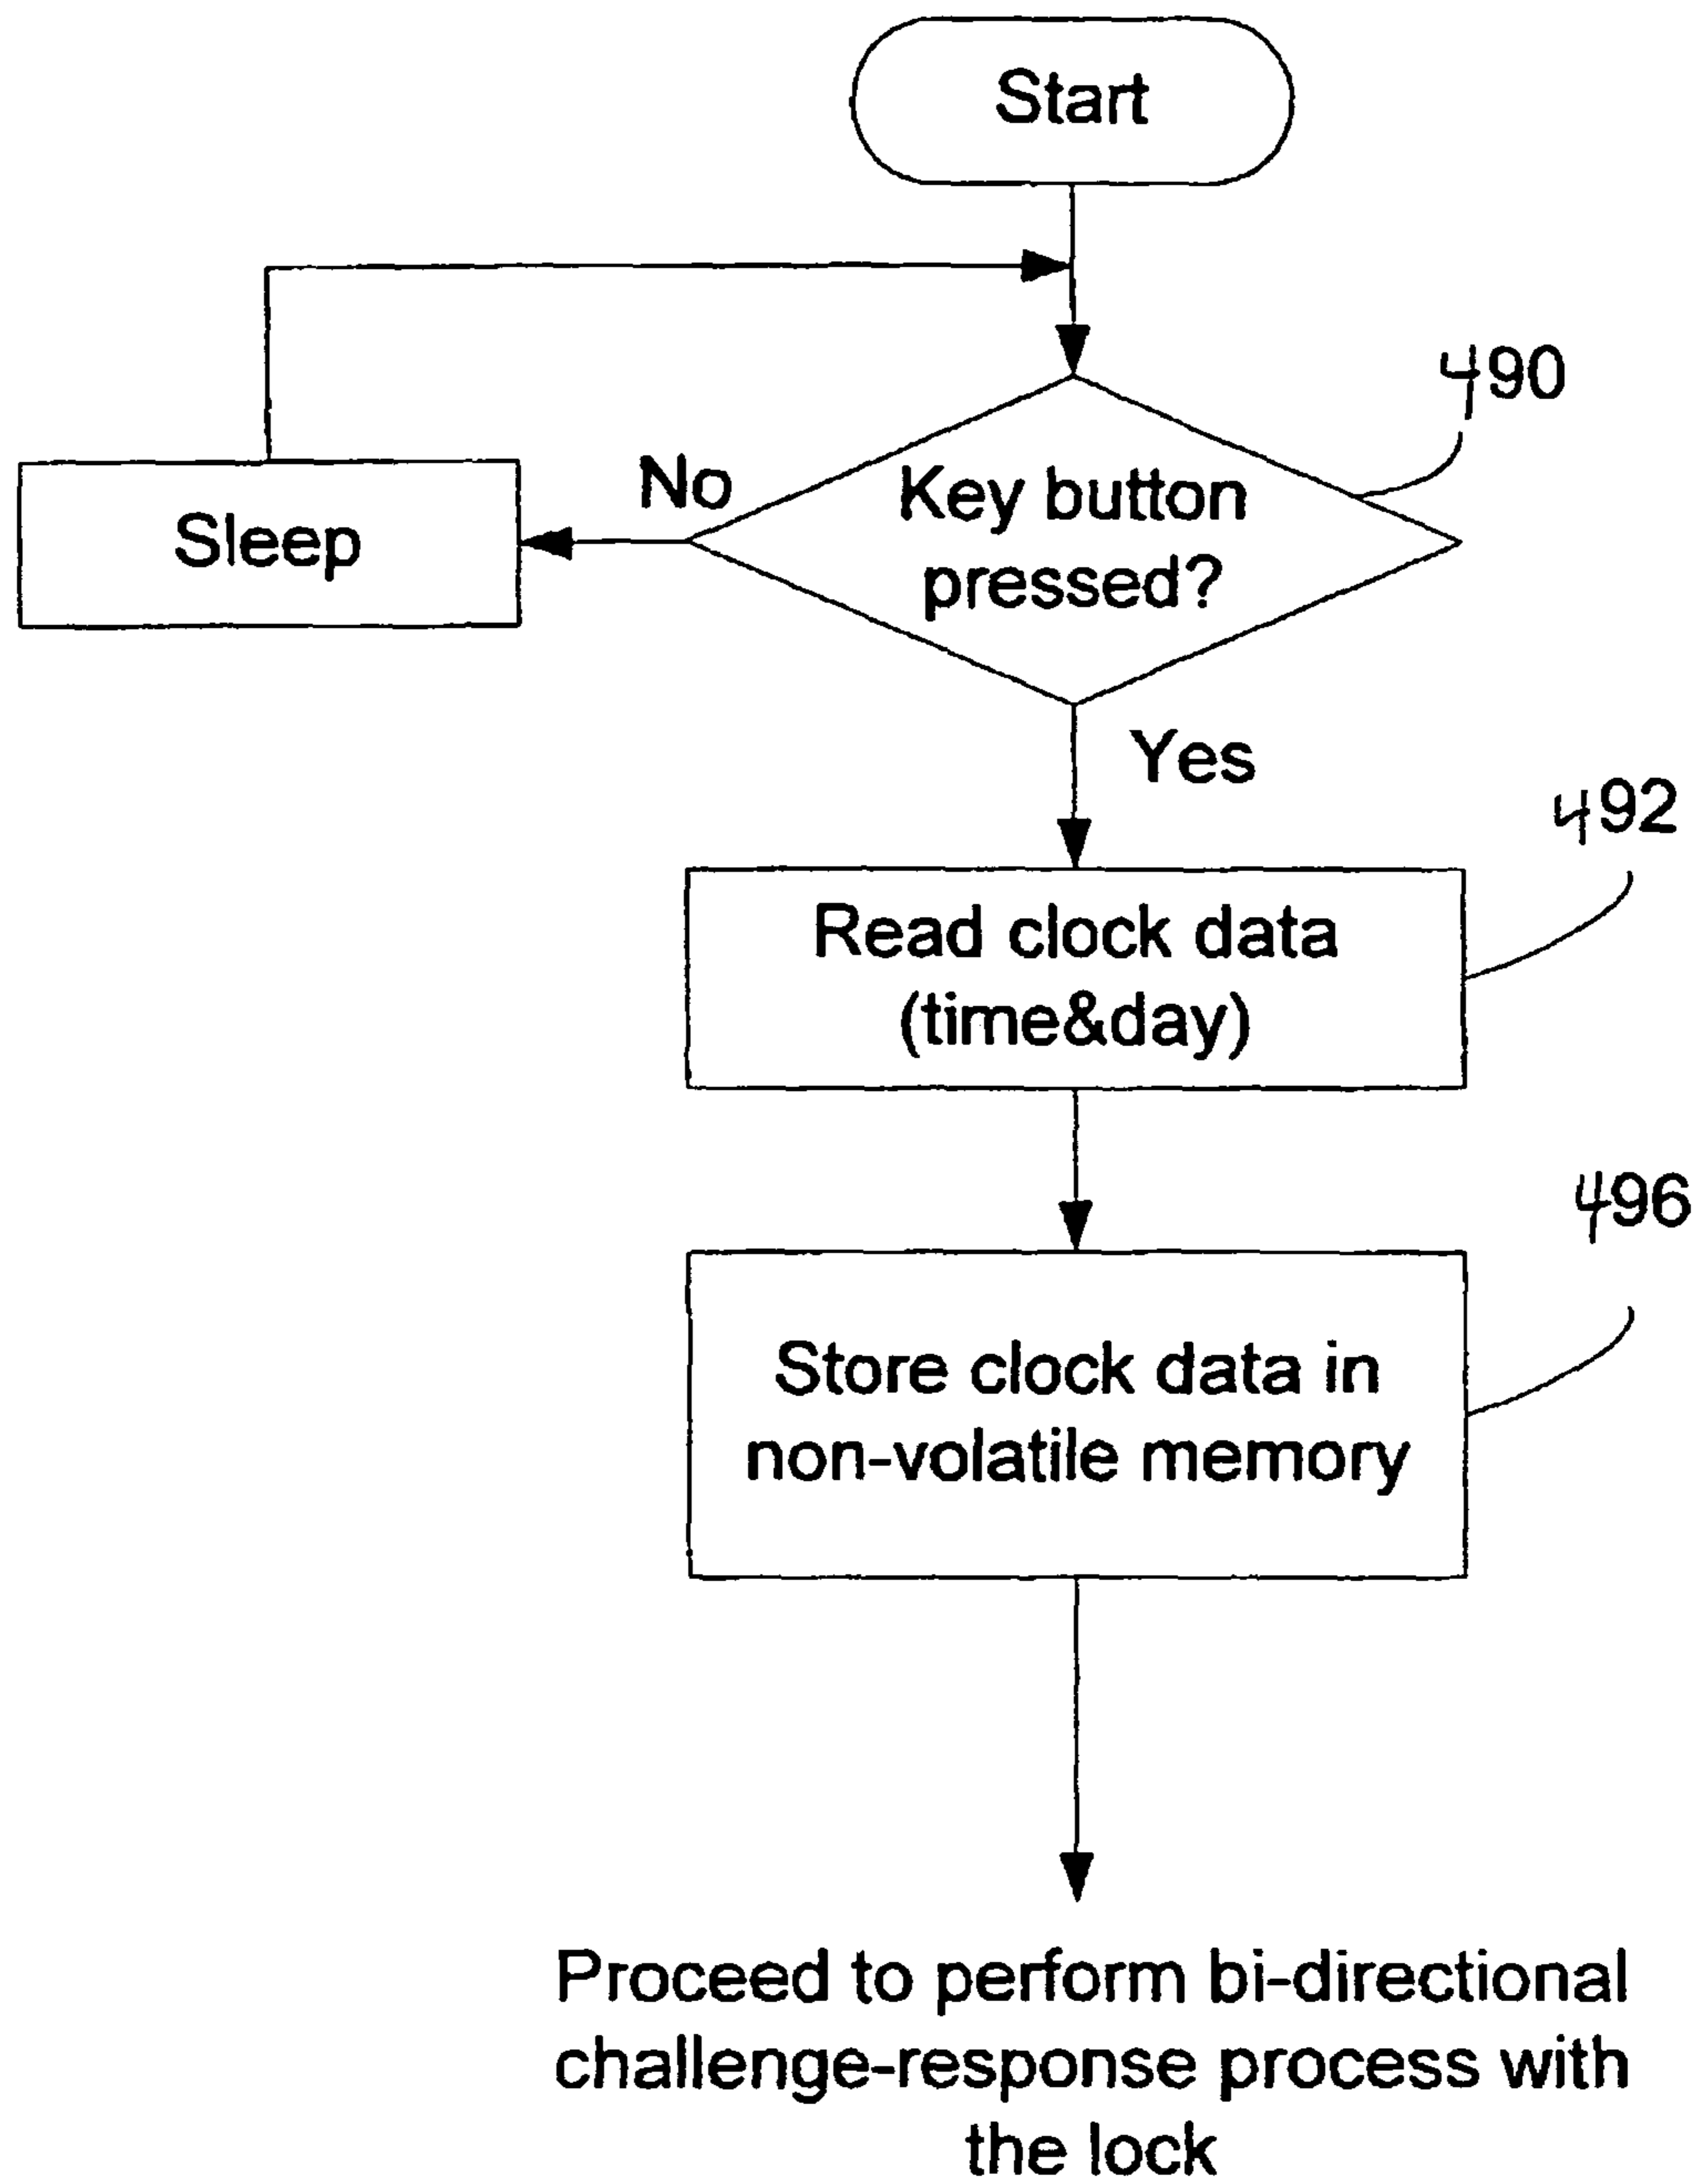 Start
490
No
Key button
pressed?
Sleep
Yes
492
Read clock data
(time&day)
496
Store clock data in
non-volatile memory
Proceed to perform bi-directional
challenge-response process with
the lock